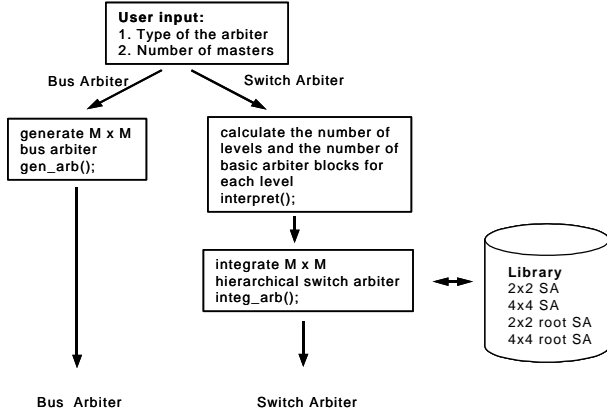 User input:
1. Type of the arbiter
2. Number of masters
Bus Arbiter
Switch Arbiter
generate M x M
bus arbiter
gen_arb();
calculate the number of
levels and the number of
basic arbiter blocks for
each level
interpret();
integrate M x M
hierarchical switch arbiter
integ_arb();
Library
2x2 SA
4x4 SA
2x2 root SA
4x4 root SA
Bus Arbiter
Switch Arbiter